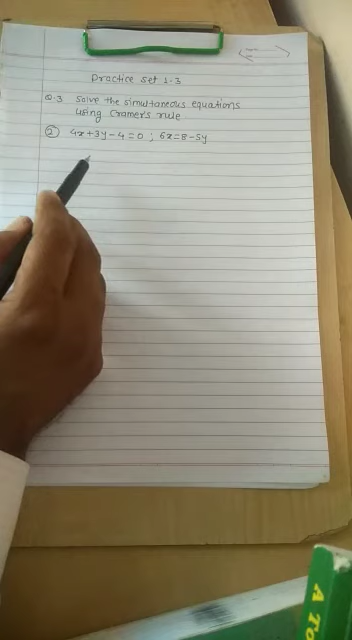 Practice set 1.3
Q.3 Solve the simultaneous equations
using Cramer's rule
② 4x+3y-4=0 ; 6x=8-5y
A TO